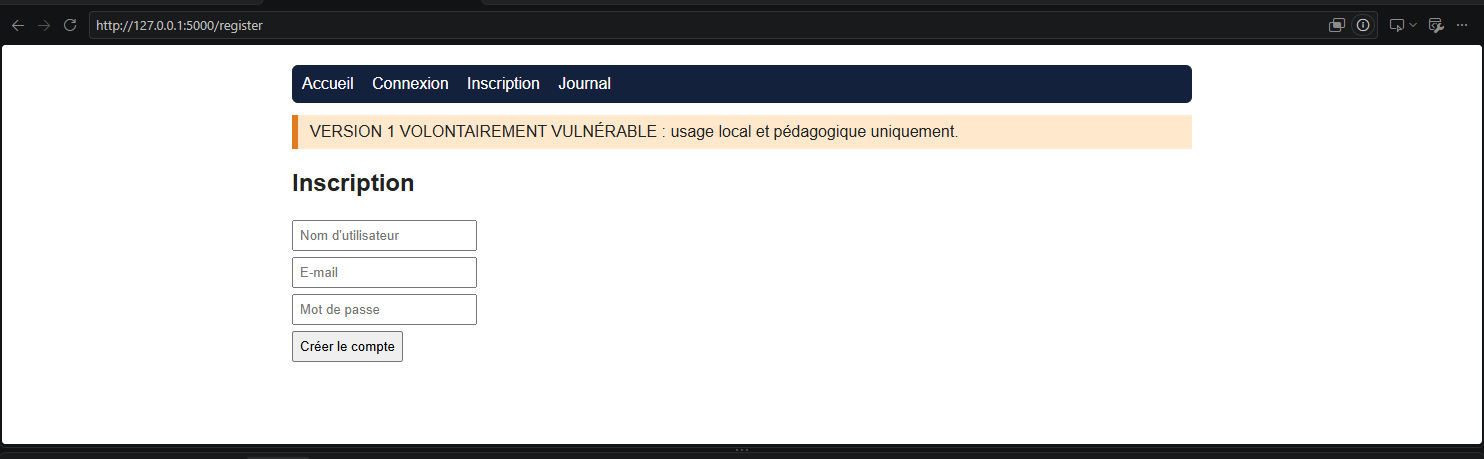 http://127.0.0.1:5000/register
Accueil Connexion Inscription Journal
VERSION 1 VOLONTAIREMENT VULNÉRABLE : usage local et pédagogique uniquement.
Inscription
Nom d'utilisateur
E-mail
Mot de passe
Créer le compte